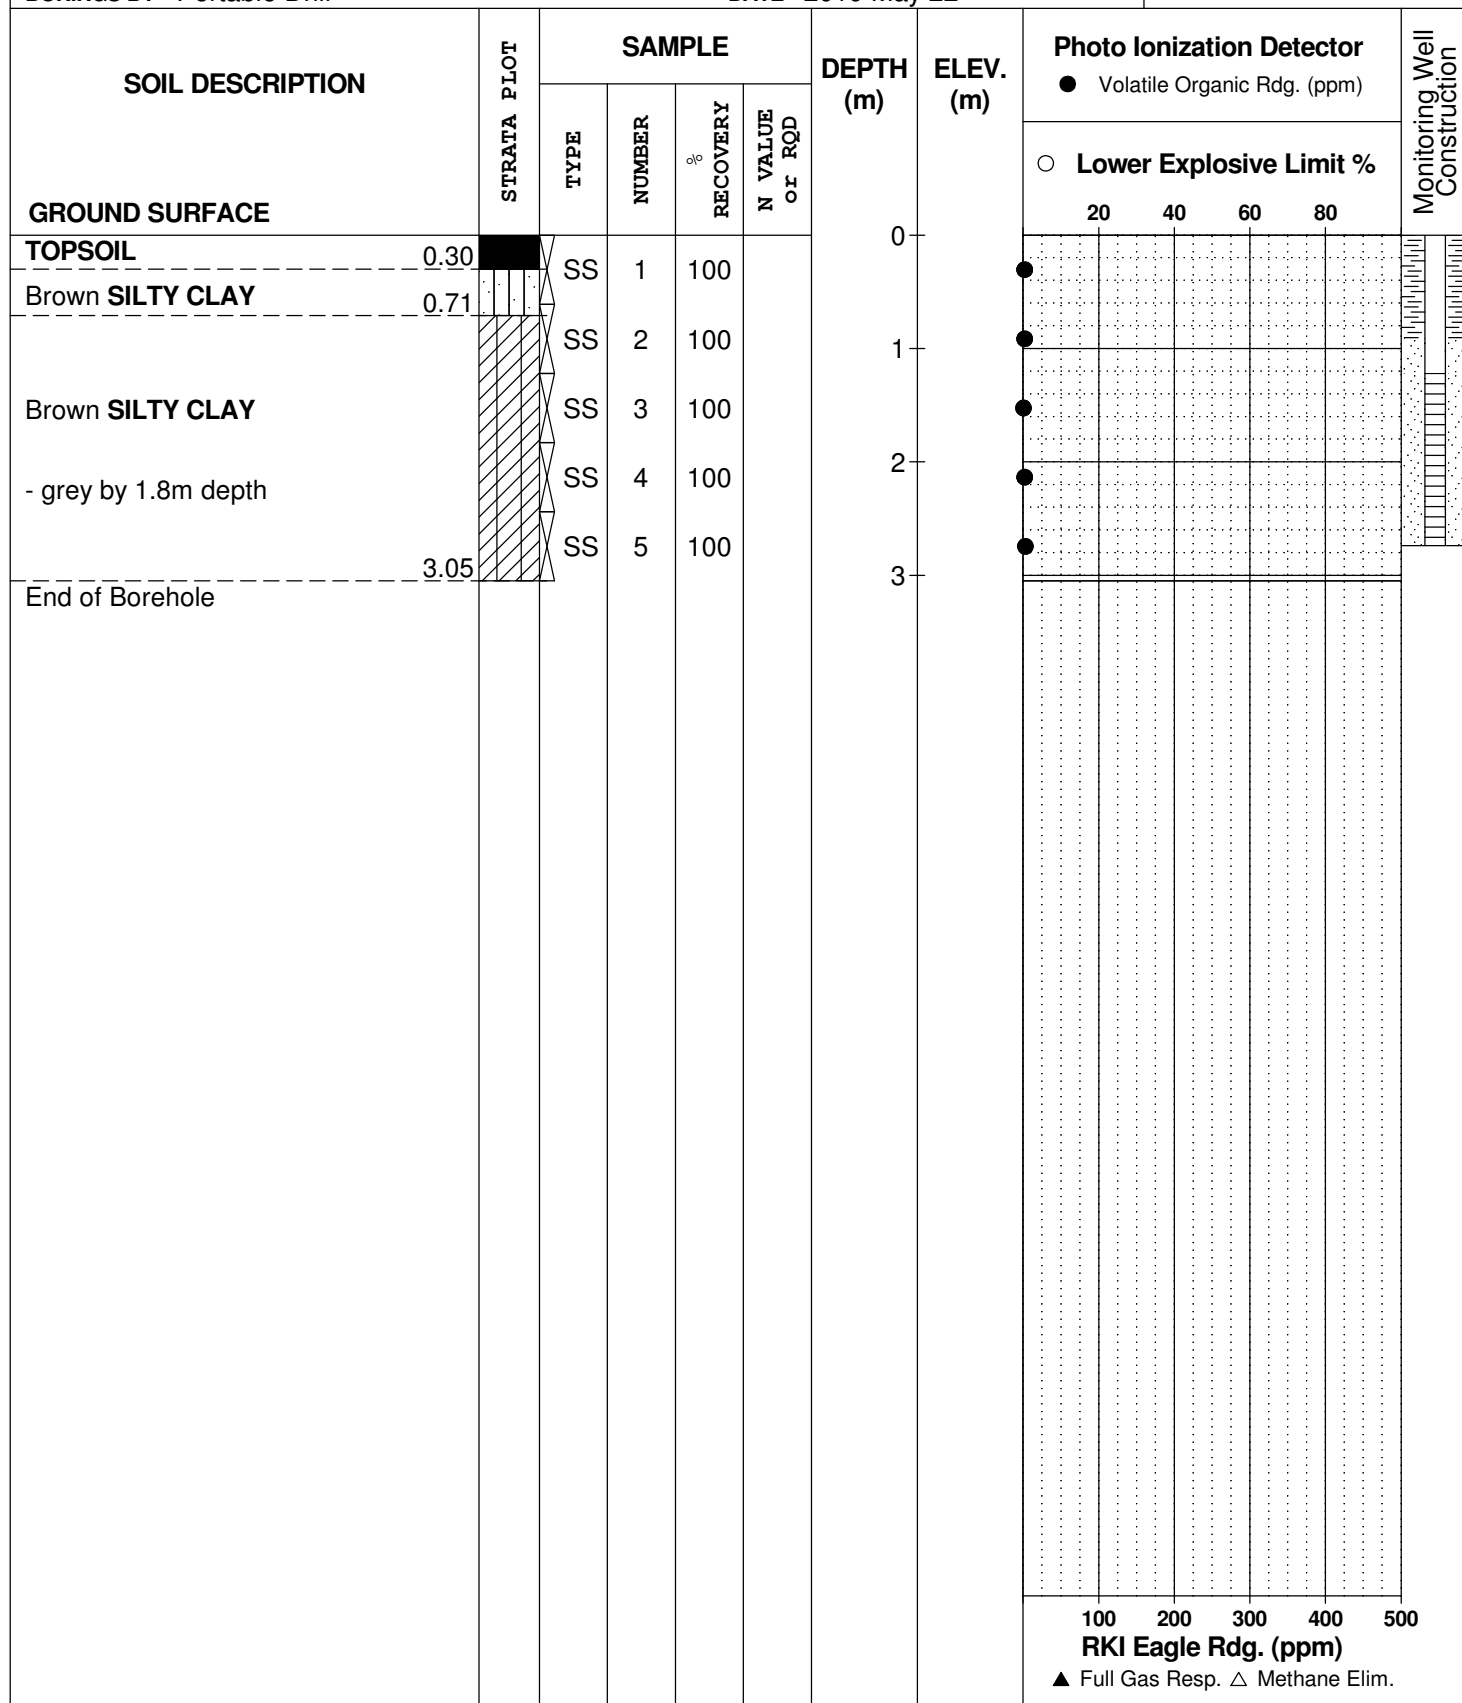 SOIL DESCRIPTION
GROUND SURFACE
STRATA PLOT
SAMPLE
TYPE
NUMBER
% RECOVERY
N VALUE or RQD
DEPTH (m)
ELEV. (m)
Photo Ionization Detector
● Volatile Organic Rdg. (ppm)
○ Lower Explosive Limit %
20 40 60 80
Monitoring Well
Construction
TOPSOIL 0.30
Brown SILTY CLAY 0.71
Brown SILTY CLAY
- grey by 1.8m depth
3.05
End of Borehole
SS 1 100
SS 2 100
SS 3 100
SS 4 100
SS 5 100
0
1
2
3
100 200 300 400 500
RKI Eagle Rdg. (ppm)
▲ Full Gas Resp. △ Methane Elim.